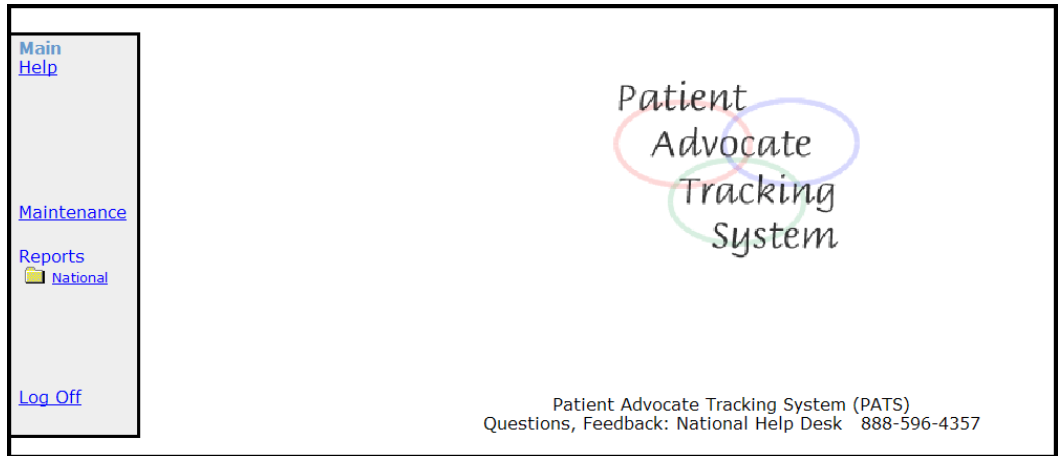 Main
Help
Maintenance
Reports
National
Log Off
Patient
Advocate
Tracking
System
Patient Advocate Tracking System (PATS)
Questions, Feedback: National Help Desk 888-596-4357